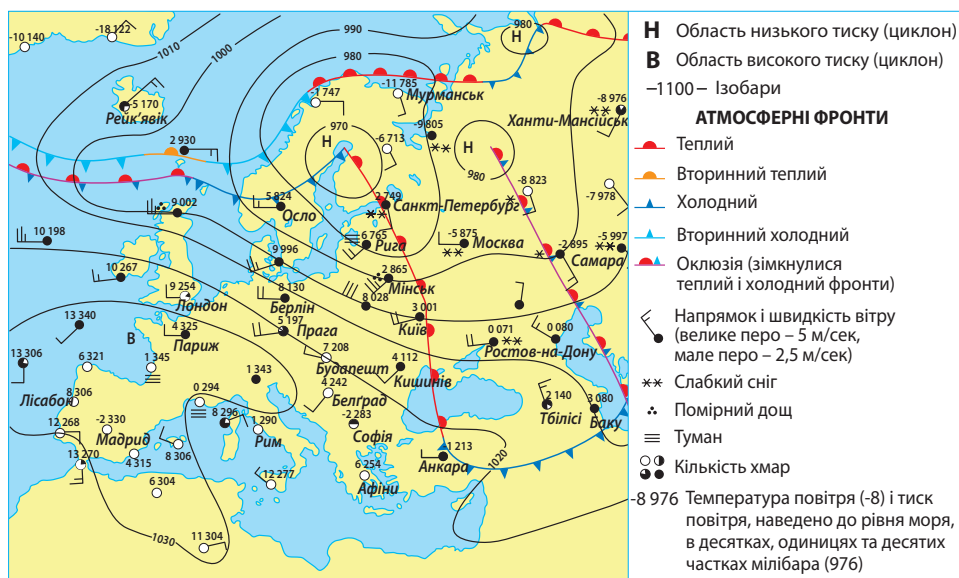 -10 140
-18 122
1010
1000
990
980
980
Н
-5 170
Рейк'явік
2 930
-1 747
-11 785
Мурманськ
-9 805
-8 976
Ханти-Мансійськ
970
Н
-6 713
Н
980
-8 823
-7 978
9 002
5 824
Осло
2 749
Санкт-Петербург
10 198
9 996
6 765
Рига
-5 875
Москва
-2 895
-5 997
Самара
10 267
9 254
Лондон
8 130
Берлін
2 865
Мінськ
8 028
3 001
Київ
13 340
4 325
Париж
5 197
Прага
0 071
0 080
Ростов-на-Дону
13 306
В
6 321
1 345
7 208
Будапешт
4 112
Кишинів
Лісабон
8 306
0 294
1 343
4 242
Белград
2 140
Тбілісі
3 080
Баку
12 268
-2 330
Мадрид
8 296
1 290
Рим
-2 283
Софія
1 213
Анкара
1020
13 270
4 315
8 306
12 277
6 254
Афіни
6 304
1030
11 304
Н Область низького тиску (циклон)
В Область високого тиску (циклон)
–1100– Ізобари
АТМОСФЕРНІ ФРОНТИ
Теплий
Вторинний теплий
Холодний
Вторинний холодний
Оклюзія (зімкнулися
теплий і холодний фронти)
Напрямок і швидкість вітру
(велике перо – 5 м/сек,
мале перо – 2,5 м/сек)
Слабкий сніг
Помірний дощ
Туман
Кількість хмар
-8 976 Температура повітря (-8) і тиск
повітря, наведено до рівня моря,
в десятках, одиницях та десятих
частках мілібара (976)